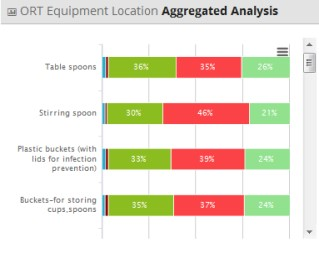 ORT Equipment Location Aggregated Analysis
Table spoons
36% 35% 26%
Stirring spoon
30% 46% 21%
Plastic buckets (with
lids for infection
prevention)
33% 39% 24%
Buckets-for storing
cups,spoons
35% 37% 24%